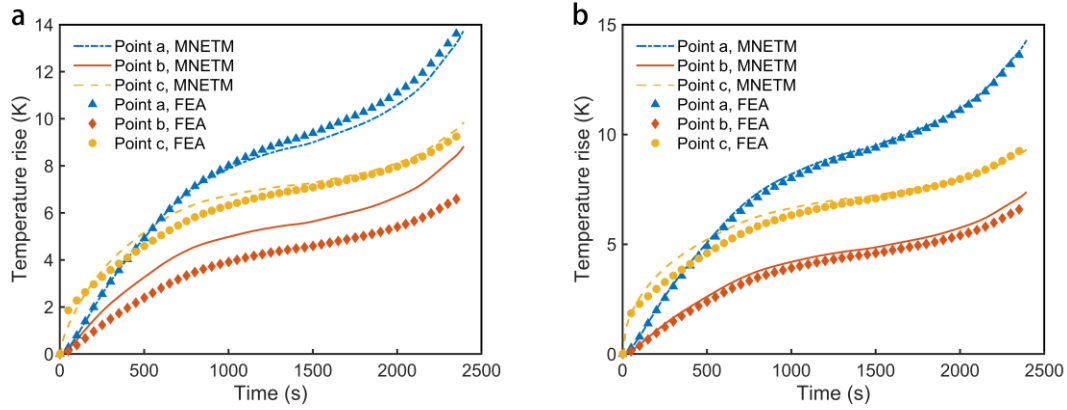 a
14
12
10
8
6
4
2
0
Temperature rise (K)
Point a, MNETM
Point b, MNETM
Point c, MNETM
Point a, FEA
Point b, FEA
Point c, FEA
0 500 1000 1500 2000 2500
Time (s)
b
15
10
5
0
Temperature rise (K)
Point a, MNETM
Point b, MNETM
Point c, MNETM
Point a, FEA
Point b, FEA
Point c, FEA
0 500 1000 1500 2000 2500
Time (s)